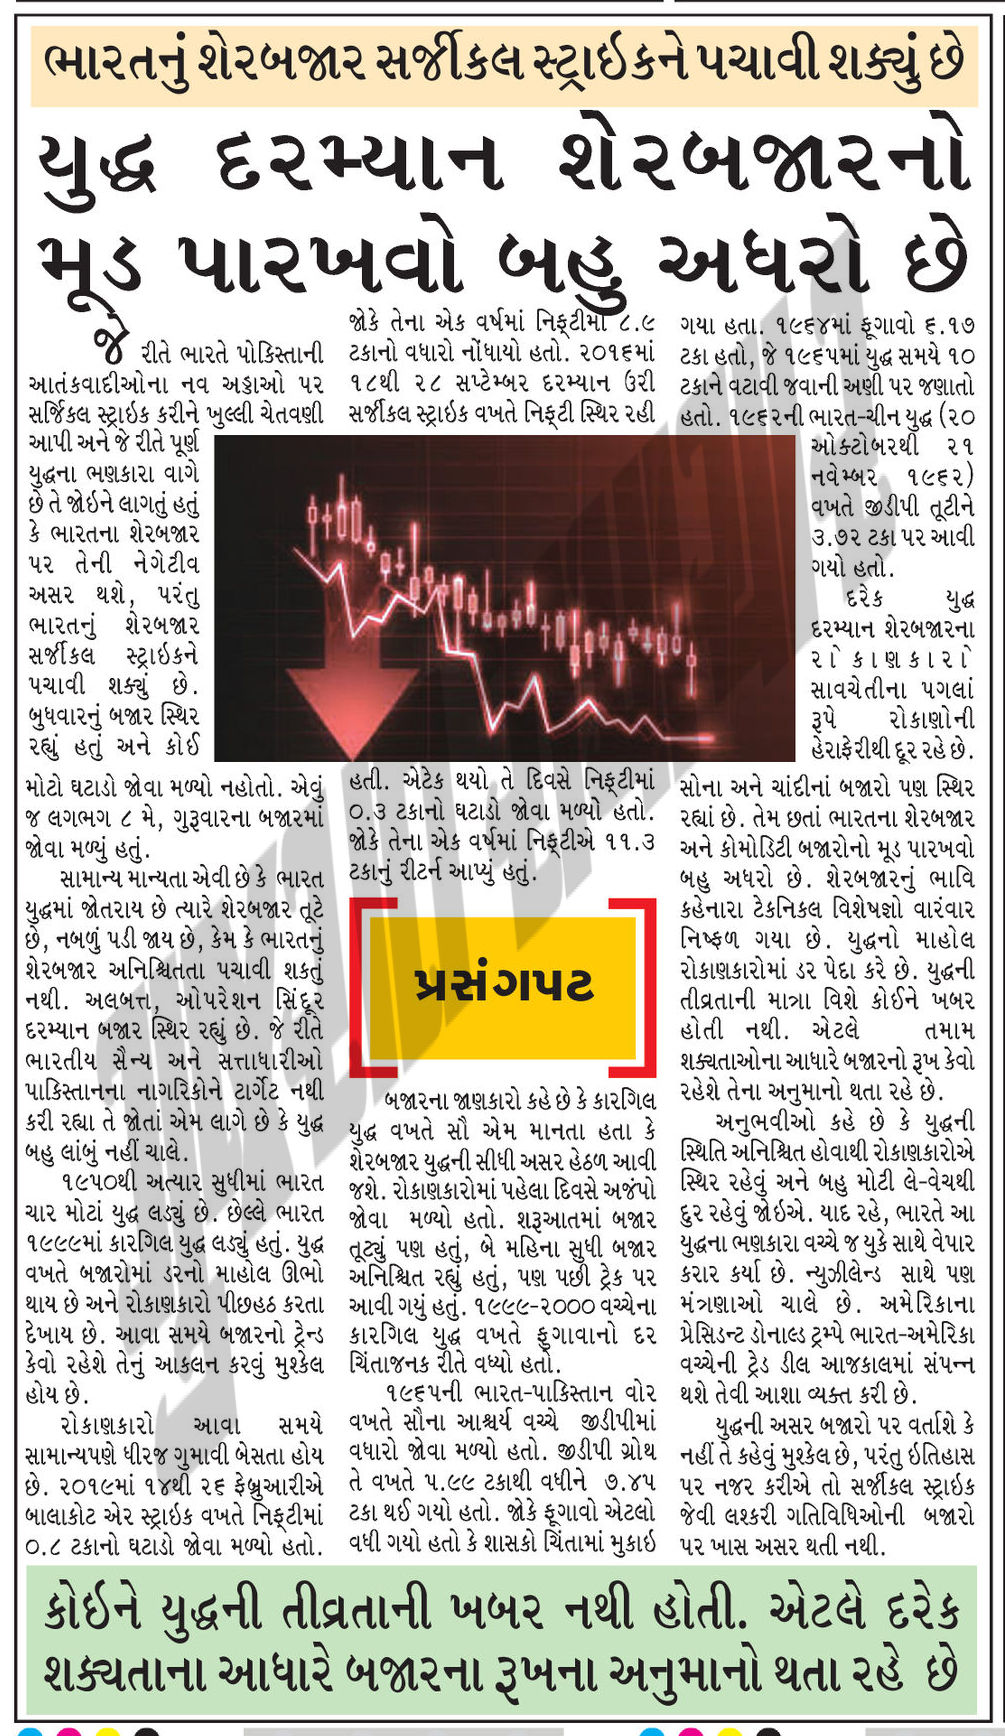 ભારતનું શેરબજાર સર્જીકલ સ્ટ્રાઇકને પચાવી શક્યું છે
યુદ્ધ દરમ્યાન શેરબજારનો
મૂડ પારખવો બહુ અઘરો છે
જે
રીતે ભારતે પોકિસ્તાની
આતંકવાદીઓના નવ અડ્ડાઓ પર
સર્જિકલ સ્ટ્રાઇક કરીને ખુલ્લી ચેતવણી
આપી અને જે રીતે પૂર્ણ
યુદ્ધના ભણકારા વાગે
છે તે જોઇને લાગતું હતું
કે ભારતના શેરબજાર
પર તેની નેગેટીવ
અસર થશે, પરંતુ
ભારતનું શેરબજાર
સર્જીકલ સ્ટ્રાઇકને
પચાવી શક્યું છે.
બુધવારનું બજાર સ્થિર
રહ્યું હતું અને કોઈ
મોટો ઘટાડો જોવા મળ્યો નહોતો. એવું
જ લગભગ ૮ મે, ગુરૂવારના બજારમાં
જોવા મળ્યું હતું.
સામાન્ય માન્યતા એવી છે કે ભારત
યુદ્ધમાં જોતરાય છે ત્યારે શેરબજાર તૂટે
છે, નબળું પડી જાય છે, કેમ કે ભારતનું
શેરબજાર અનિશ્ચિતતા પચાવી શકતું
નથી. અલબત્ત, ઓપરેશન સિંદૂર
દરમ્યાન બજાર સ્થિર રહ્યું છે. જે રીતે
ભારતીય સૈન્ય અને સત્તાધારીઓ
પાકિસ્તાનના નાગરિકોને ટાર્ગેટ નથી
કરી રહ્યા તે જોતાં એમ લાગે છે કે યુદ્ધ
બહુ લાંબું નહીં ચાલે.
૧૯૫૦થી અત્યાર સુધીમાં ભારત
ચાર મોટાં યુદ્ધ લડ્યું છે. છેલ્લે ભારત
૧૯૯૯માં કારગિલ યુદ્ધ લડ્યું હતું. યુદ્ધ
વખતે બજારોમાં ડરનો માહોલ ઊભો
થાય છે અને રોકાણકારો પીછહઠ કરતા
દેખાય છે. આવા સમયે બજારનો ટ્રેન્ડ
કેવો રહેશે તેનું આકલન કરવું મુશ્કેલ
હોય છે.
રોકાણકારો આવા સમયે
સામાન્યપણે ધીરજ ગુમાવી બેસતા હોય
છે. ૨૦૧૯માં ૧૪થી ૨૬ ફેબ્રુઆરીએ
બાલાકોટ એર સ્ટ્રાઇક વખતે નિફ્ટીમાં
૦.૮ ટકાનો ઘટાડો જોવા મળ્યો હતો.
જોકે તેના એક વર્ષમાં નિફ્ટીમાં ૮.૯
ટકાનો વધારો નોંધાયો હતો. ૨૦૧૬માં
૧૮થી ૨૮ સપ્ટેમ્બર દરમ્યાન ઉરી
સર્જીકલ સ્ટ્રાઇક વખતે નિફ્ટી સ્થિર રહી
હતી. એટેક થયો તે દિવસે નિફ્ટીમાં
૦.૩ ટકાનો ઘટાડો જોવા મળ્યો હતો.
જોકે તેના એક વર્ષમાં નિફ્ટીએ ૧૧.૩
ટકાનું રીટર્ન આપ્યું હતું.
પ્રસંગપટ
બજારના જાણકારો કહે છે કે કારગિલ
યુદ્ધ વખતે સૌ એમ માનતા હતા કે
શેરબજાર યુદ્ધની સીધી અસર હેઠળ આવી
જશે. રોકાણકારોમાં પહેલા દિવસે અજંપો
જોવા મળ્યો હતો. શરૂઆતમાં બજાર
તૂટ્યું પણ હતું, બે મહિના સુધી બજાર
અનિશ્ચિત રહ્યું હતું, પણ પછી ટ્રેક પર
આવી ગયું હતું. ૧૯૯૯-૨૦૦૦ વચ્ચેના
કારગિલ યુદ્ધ વખતે ફુગાવાનો દર
ચિંતાજનક રીતે વધ્યો હતો.
૧૯૬૫ની ભારત-પાકિસ્તાન વોર
વખતે સૌના આશ્ચર્ય વચ્ચે જીડીપીમાં
વધારો જોવા મળ્યો હતો. જીડીપી ગ્રોથ
તે વખતે ૫.૯૯ ટકાથી વધીને ૭.૪૫
ટકા થઈ ગયો હતો. જોકે ફૂગાવો એટલો
વધી ગયો હતો કે શાસકો ચિંતામાં મુકાઇ
ગયા હતા. ૧૯૬૪માં ફૂગાવો ૬.૧૭
ટકા હતો, જે ૧૯૬૫માં યુદ્ધ સમયે ૧૦
ટકાને વટાવી જવાની અણી પર જણાતો
હતો. ૧૯૬૨ની ભારત-ચીન યુદ્ધ (૨૦
ઓક્ટોબરથી ૨૧
નવેમ્બર ૧૯૬૨)
વખતે જીડીપી તૂટીને
૩.૭૨ ટકા પર આવી
ગયો હતો.
દરેક યુદ્ધ
દરમ્યાન શેરબજારના
રોકાણકારો
સાવચેતીના પગલાં
રૂપે રોકાણોની
હેરાફેરીથી દૂર રહે છે.
સોના અને ચાંદીનાં બજારો પણ સ્થિર
રહ્યાં છે. તેમ છતાં ભારતના શેરબજાર
અને કોમોડિટી બજારોનો મૂડ પારખવો
બહુ અઘરો છે. શેરબજારનું ભાવિ
કહેનારા ટેકનિકલ વિશેષજ્ઞો વારંવાર
નિષ્ફળ ગયા છે. યુદ્ધનો માહોલ
રોકાણકારોમાં ડર પેદા કરે છે. યુદ્ધની
તીવ્રતાની માત્રા વિશે કોઈને ખબર
હોતી નથી. એટલે તમામ
શક્યતાઓના આધારે બજારનો રૂખ કેવો
રહેશે તેના અનુમાનો થતા રહે છે.
અનુભવીઓ કહે છે કે યુદ્ધની
સ્થિતિ અનિશ્ચિત હોવાથી રોકાણકારોએ
સ્થિર રહેવું અને બહુ મોટી લે-વેચથી
દુર રહેવું જોઇએ. યાદ રહે, ભારતે આ
યુદ્ધના ભણકારા વચ્ચે જ યુકે સાથે વેપાર
કરાર કર્યા છે. ન્યુઝીલેન્ડ સાથે પણ
મંત્રણાઓ ચાલે છે. અમેરિકાના
પ્રેસિડન્ટ ડોનાલ્ડ ટ્રમ્પે ભારત-અમેરિકા
વચ્ચેની ટ્રેડ ડીલ આજકાલમાં સંપન્ન
થશે તેવી આશા વ્યક્ત કરી છે.
યુદ્ધની અસર બજારો પર વર્તાશે કે
નહીં તે કહેવું મુશ્કેલ છે, પરંતુ ઇતિહાસ
પર નજર કરીએ તો સર્જીકલ સ્ટ્રાઇક
જેવી લશ્કરી ગતિવિધિઓની બજારો
પર ખાસ અસર થતી નથી.
કોઇને યુદ્ધની તીવ્રતાની ખબર નથી હોતી. એટલે દરેક
શક્યતાના આધારે બજારના રૂખના અનુમાનો થતા રહે છે